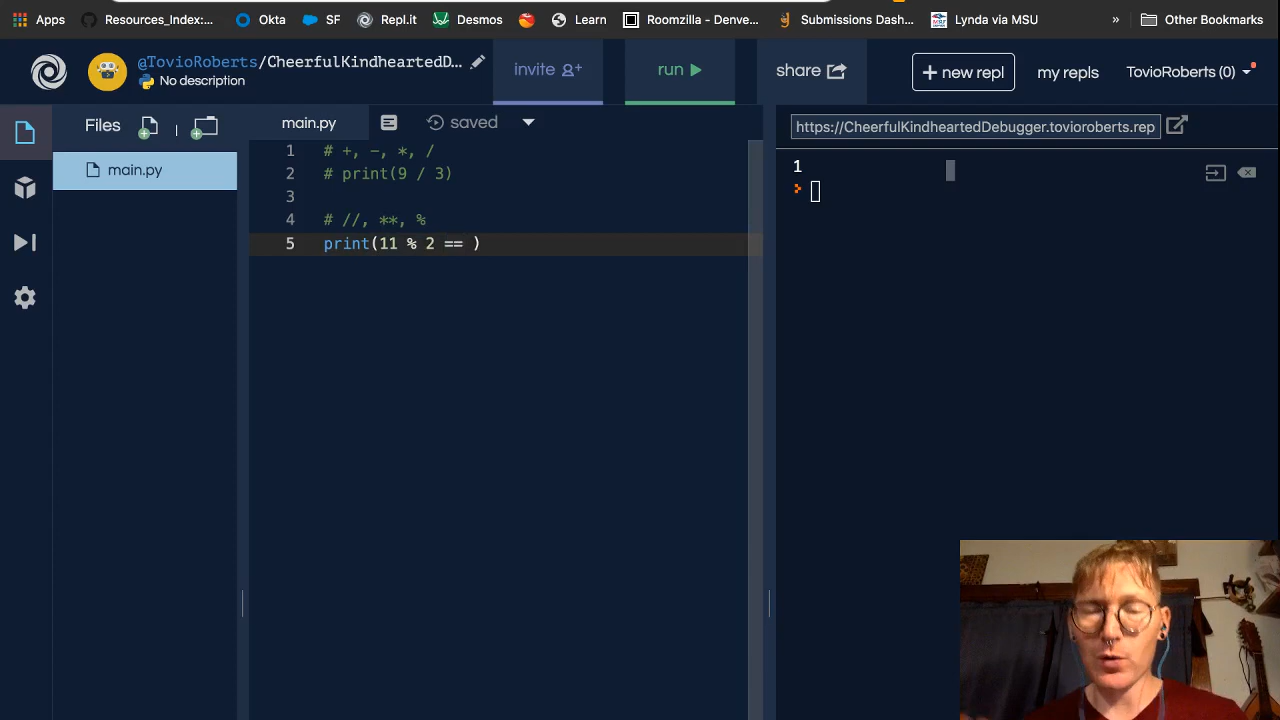 Apps Resources_Index:... Okta SF Repl.it Desmos Learn Roomzilla - Denve... Submissions Dash... Lynda via MSU » Other Bookmarks
@TovioRoberts/CheerfulKindheartedD...
No description
invite
run
share
+ new repl
my repls
TovioRoberts (0)
Files
main.py
saved
https://CheerfulKindheartedDebugger.tovioroberts.rep
main.py
1 # +, -, *, /
2 # print(9 / 3)
3
4 # //, **, %
5 print(11 % 2 == )
1